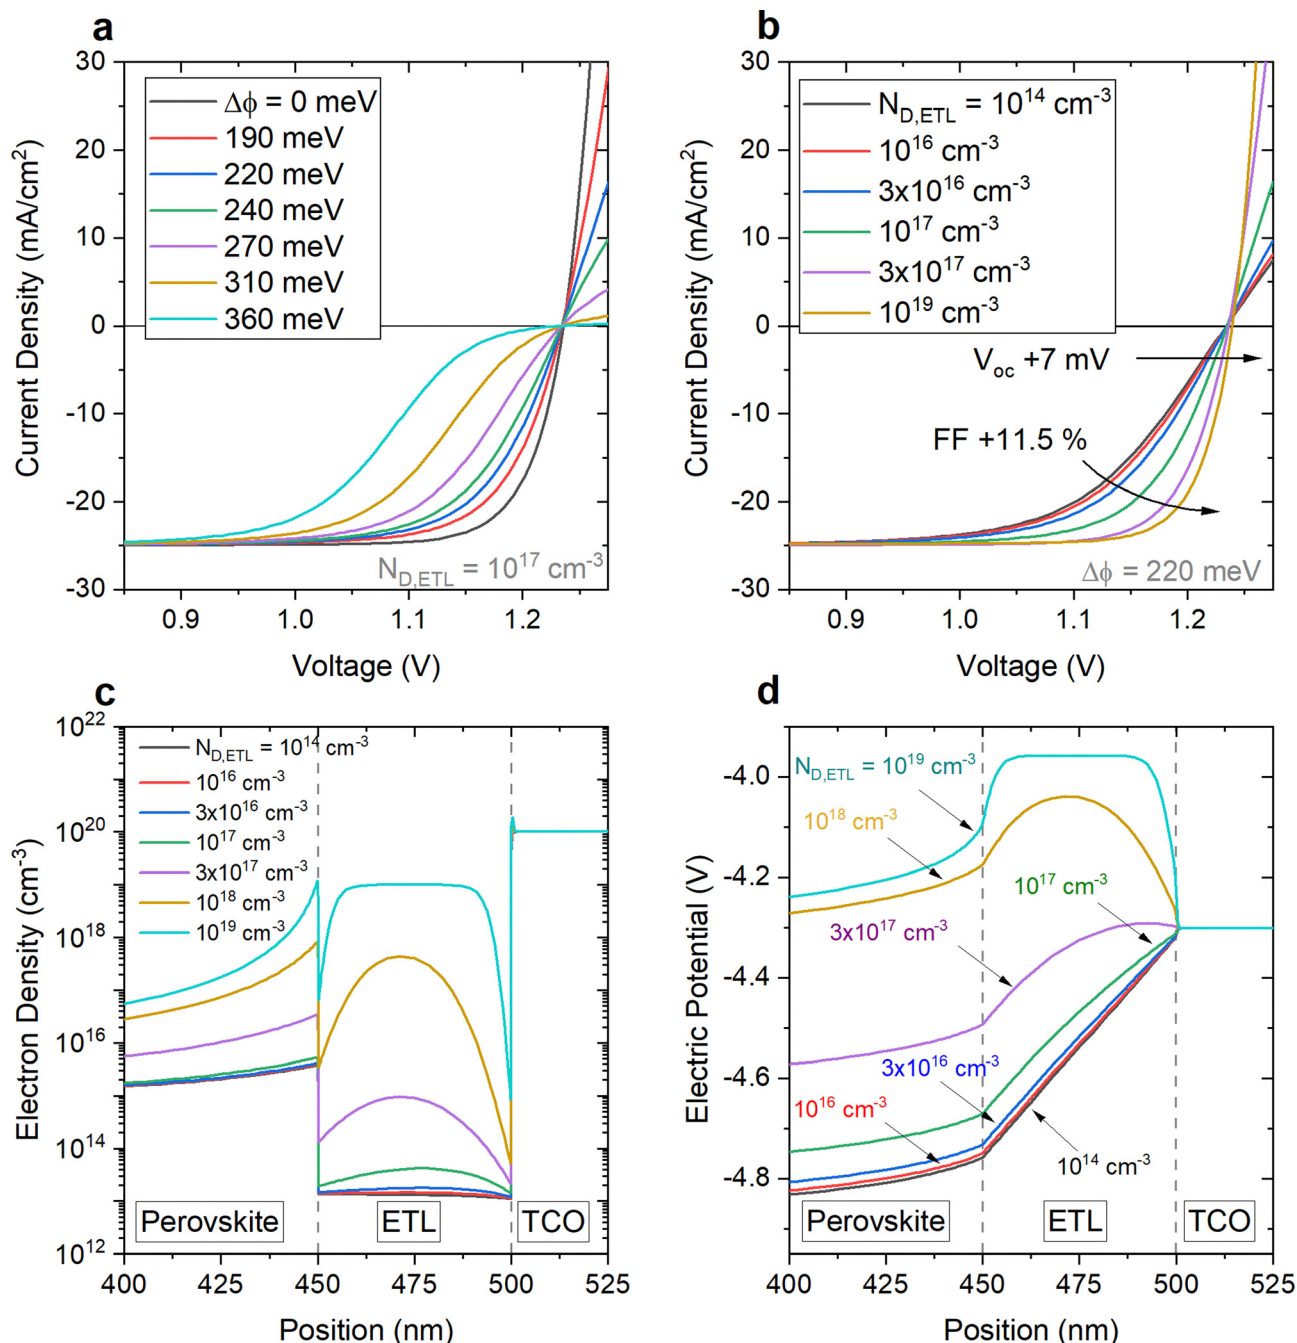 a
30
20
10
0
-10
-20
-30
Current Density (mA/cm²)
Δϕ = 0 meV
190 meV
220 meV
240 meV
270 meV
310 meV
360 meV
N_D,ETL = 10¹⁷ cm⁻³
0.9 1.0 1.1 1.2
Voltage (V)
b
30
20
10
0
-10
-20
-30
Current Density (mA/cm²)
N_D,ETL = 10¹⁴ cm⁻³
10¹⁶ cm⁻³
3x10¹⁶ cm⁻³
10¹⁷ cm⁻³
3x10¹⁷ cm⁻³
10¹⁹ cm⁻³
V_oc +7 mV
FF +11.5 %
Δϕ = 220 meV
0.9 1.0 1.1 1.2
Voltage (V)
c
10²²
10²⁰
10¹⁸
10¹⁶
10¹⁴
10¹²
Electron Density (cm⁻³)
N_D,ETL = 10¹⁴ cm⁻³
10¹⁶ cm⁻³
3x10¹⁶ cm⁻³
10¹⁷ cm⁻³
3x10¹⁷ cm⁻³
10¹⁸ cm⁻³
10¹⁹ cm⁻³
Perovskite ETL TCO
400 425 450 475 500 525
Position (nm)
d
-4.0
-4.2
-4.4
-4.6
-4.8
Electric Potential (V)
N_D,ETL = 10¹⁹ cm⁻³
10¹⁸ cm⁻³
10¹⁷ cm⁻³
3x10¹⁷ cm⁻³
3x10¹⁶ cm⁻³
10¹⁶ cm⁻³
10¹⁴ cm⁻³
Perovskite ETL TCO
400 425 450 475 500 525
Position (nm)